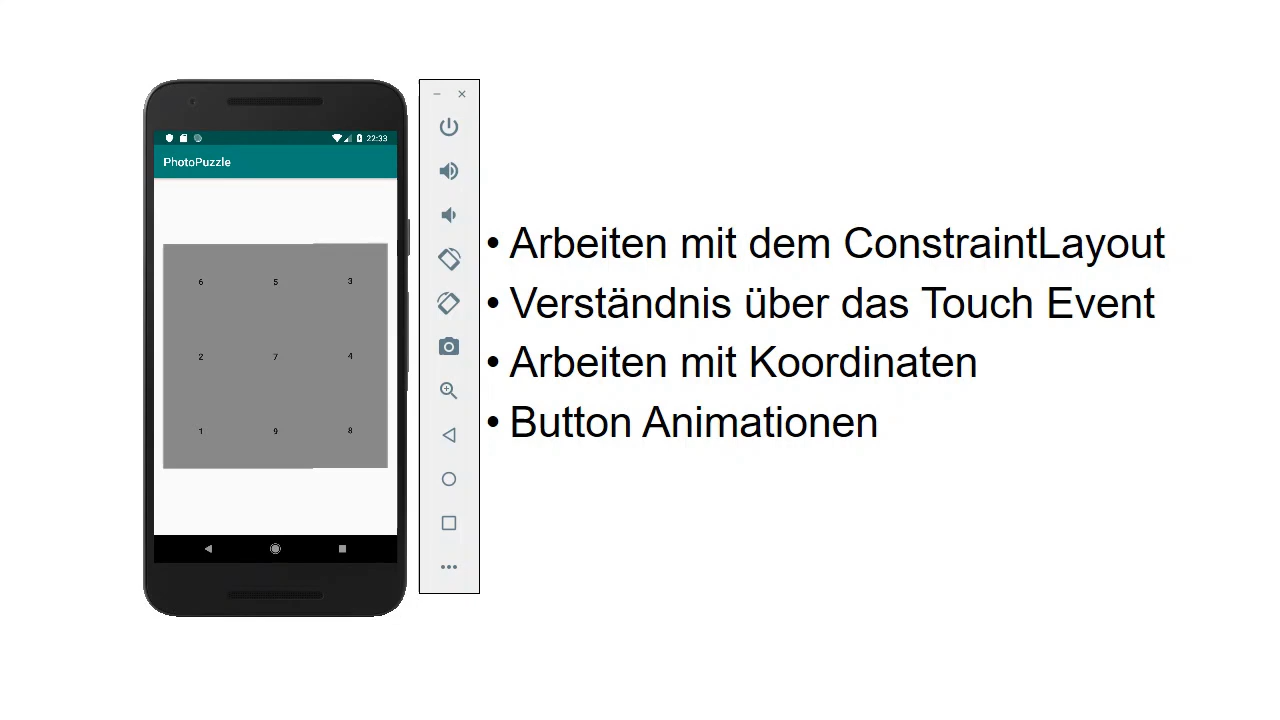 22:33
PhotoPuzzle
6 5 3
2 7 4
1 9 8
• Arbeiten mit dem ConstraintLayout
• Verständnis über das Touch Event
• Arbeiten mit Koordinaten
• Button Animationen